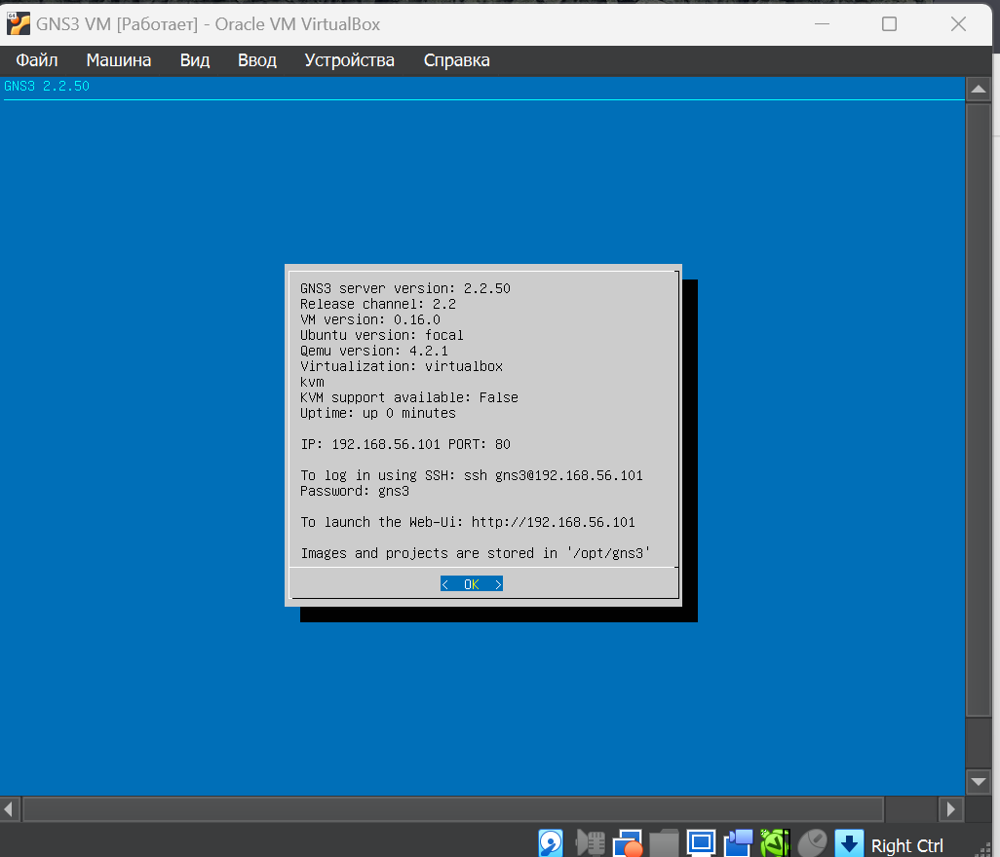 GNS3 VM [Работает] - Oracle VM VirtualBox
Файл Машина Вид Ввод Устройства Справка
GNS3 2.2.50
GNS3 server version: 2.2.50
Release channel: 2.2
VM version: 0.16.0
Ubuntu version: focal
Qemu version: 4.2.1
Virtualization: virtualbox
kvm
KVM support available: False
Uptime: up 0 minutes
IP: 192.168.56.101 PORT: 80
To log in using SSH: ssh gns3@192.168.56.101
Password: gns3
To launch the Web-Ui: http://192.168.56.101
Images and projects are stored in '/opt/gns3'
< OK >
Right Ctrl